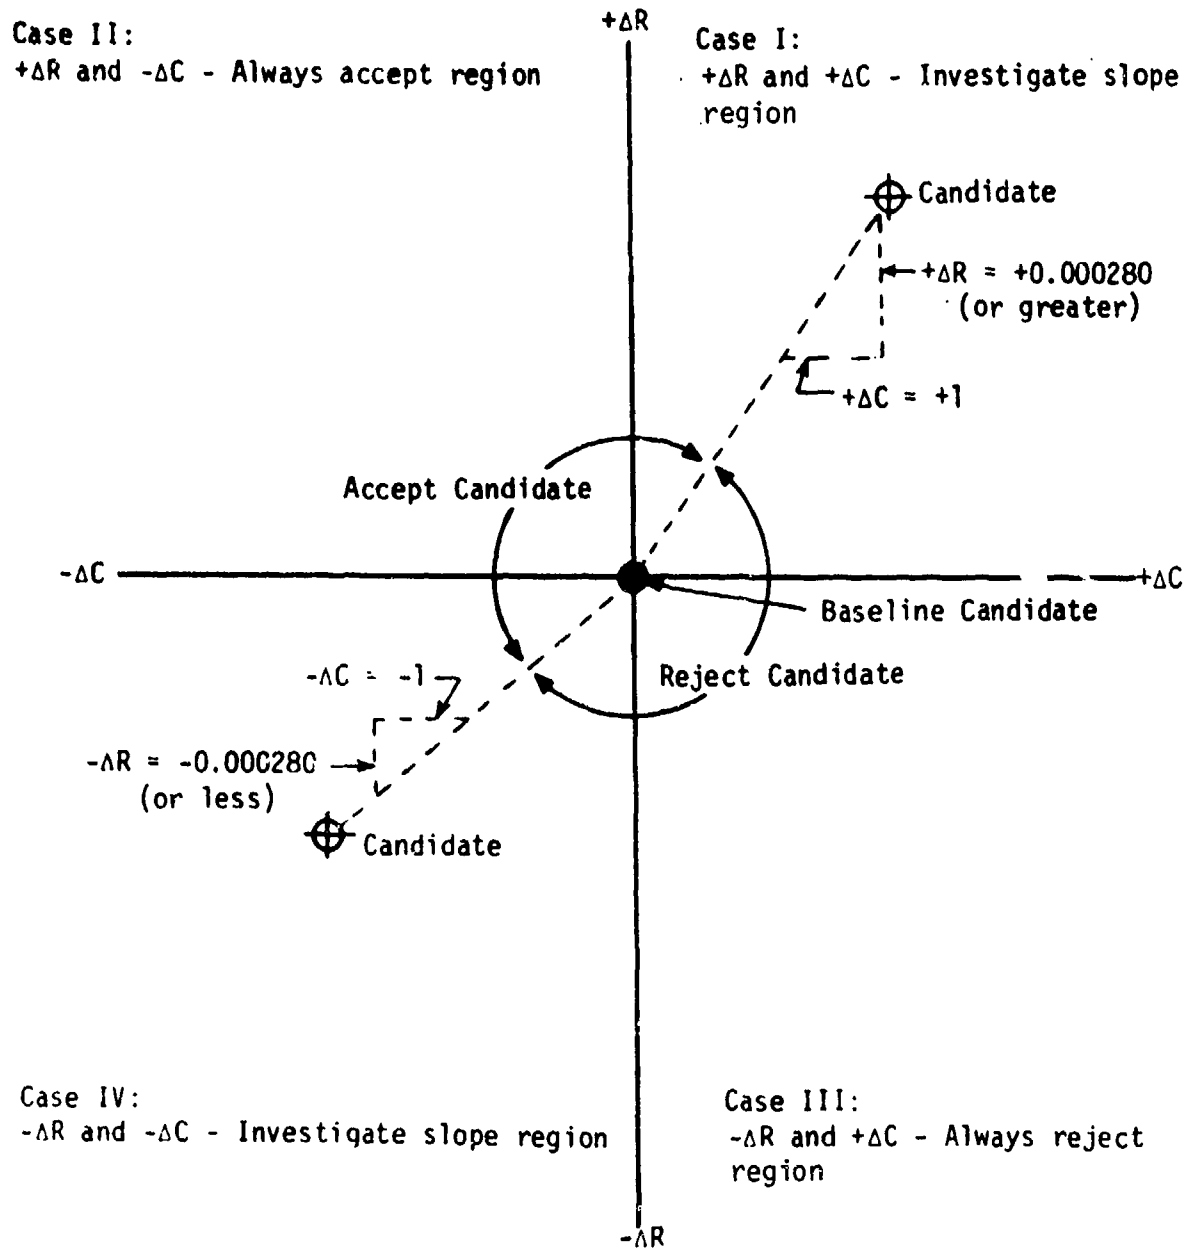 +ΔR
Case II:
+ΔR and -ΔC - Always accept region
Case I:
+ΔR and +ΔC - Investigate slope
region
Candidate
+ΔR = +0.000280
(or greater)
+ΔC = +1
Accept Candidate
-ΔC
+ΔC
Baseline Candidate
Reject Candidate
-ΔC = -1
-ΔR = -0.000280
(or less)
Candidate
Case IV:
-ΔR and -ΔC - Investigate slope region
Case III:
-ΔR and +ΔC - Always reject
region
-ΔR